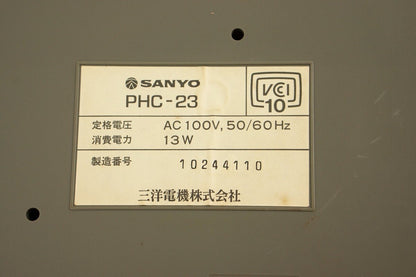 SANYO
PHC-23
VCCI
10
定格電圧 AC 100V, 50/60Hz
消費電力 13W
製造番号 10244110
三洋電機株式会社